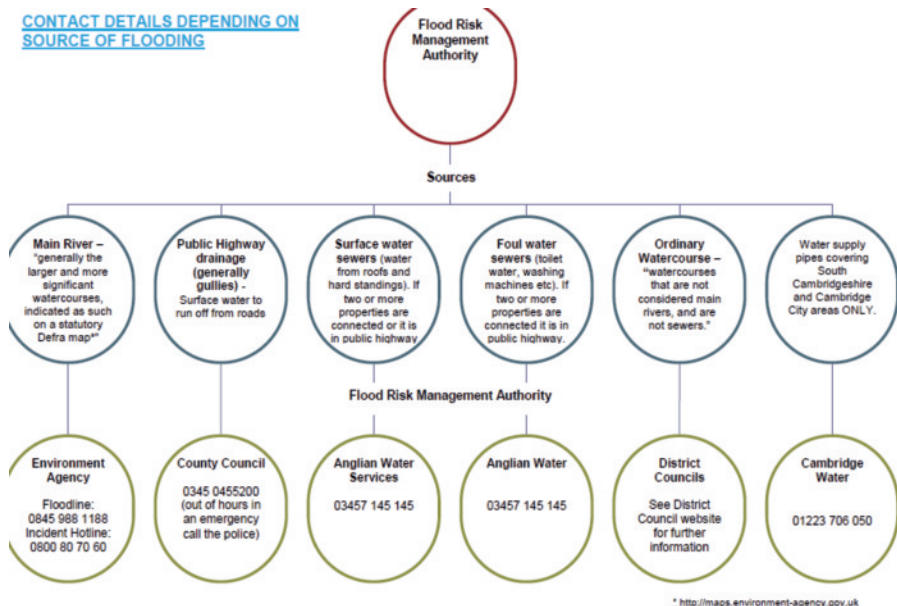 CONTACT DETAILS DEPENDING ON
SOURCE OF FLOODING
Flood Risk
Management
Authority
Sources
Main River –
"generally the
larger and more
significant
watercourses,
indicated as such
on a statutory
Defra map*"
Public Highway
drainage
(generally
gullies) -
Surface water to
run off from roads
Surface water
sewers (water
from roofs and
hard standings). If
two or more
properties are
connected or it is
in public highway
Foul water
sewers (toilet
water, washing
machines etc). If
two or more
properties are
connected it is in
public highway.
Ordinary
Watercourse –
"watercourses
that are not
considered main
rivers, and are
not sewers."
Water supply
pipes covering
South
Cambridgeshire
and Cambridge
City areas ONLY.
Flood Risk Management Authority
Environment
Agency
Floodline:
0845 988 1188
Incident Hotline:
0800 80 70 60
County Council
0345 0455200
(out of hours in
an emergency
call the police)
Anglian Water
Services
03457 145 145
Anglian Water
03457 145 145
District
Councils
See District
Council website
for further
information
Cambridge
Water
01223 706 050
* http://maps.environment-agency.gov.uk